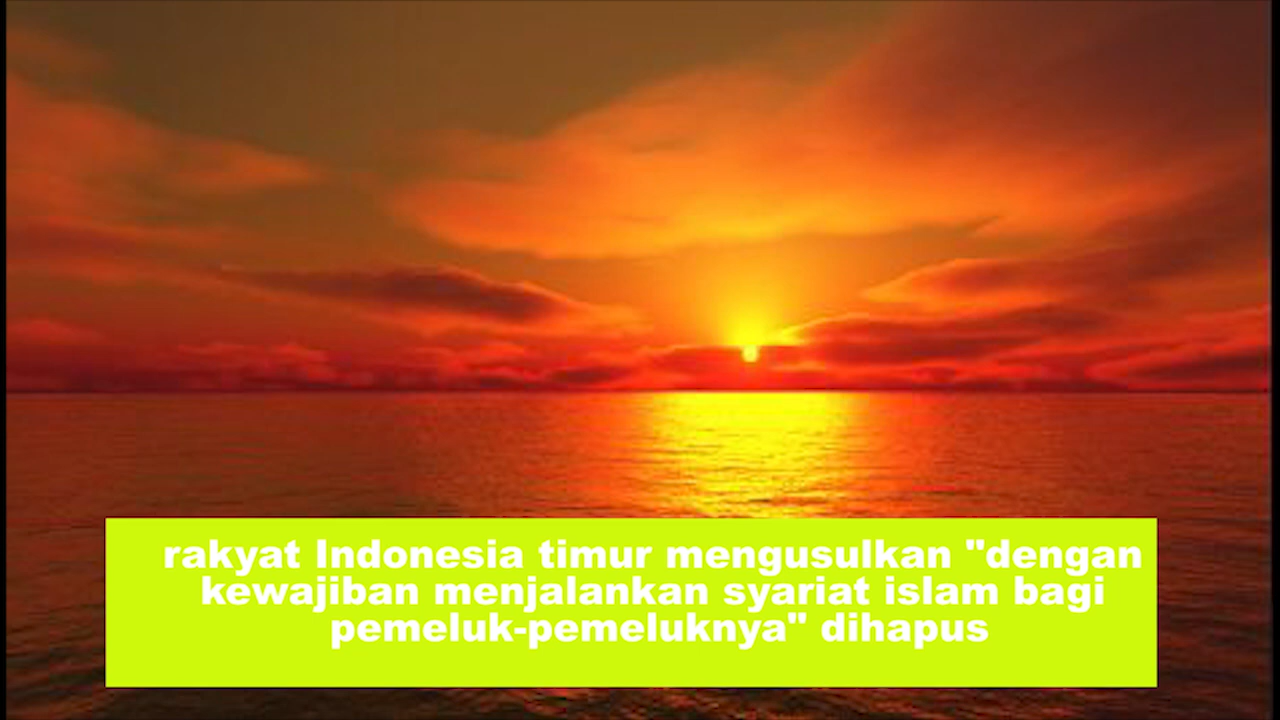 rakyat Indonesia timur mengusulkan "dengan
kewajiban menjalankan syariat islam bagi
pemeluk-pemeluknya" dihapus